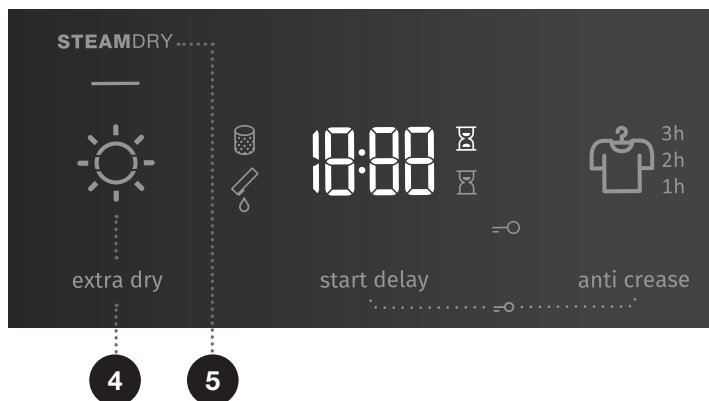 STEAMDRY
18:88
3h
2h
1h
extra dry
start delay
anti crease
4
5